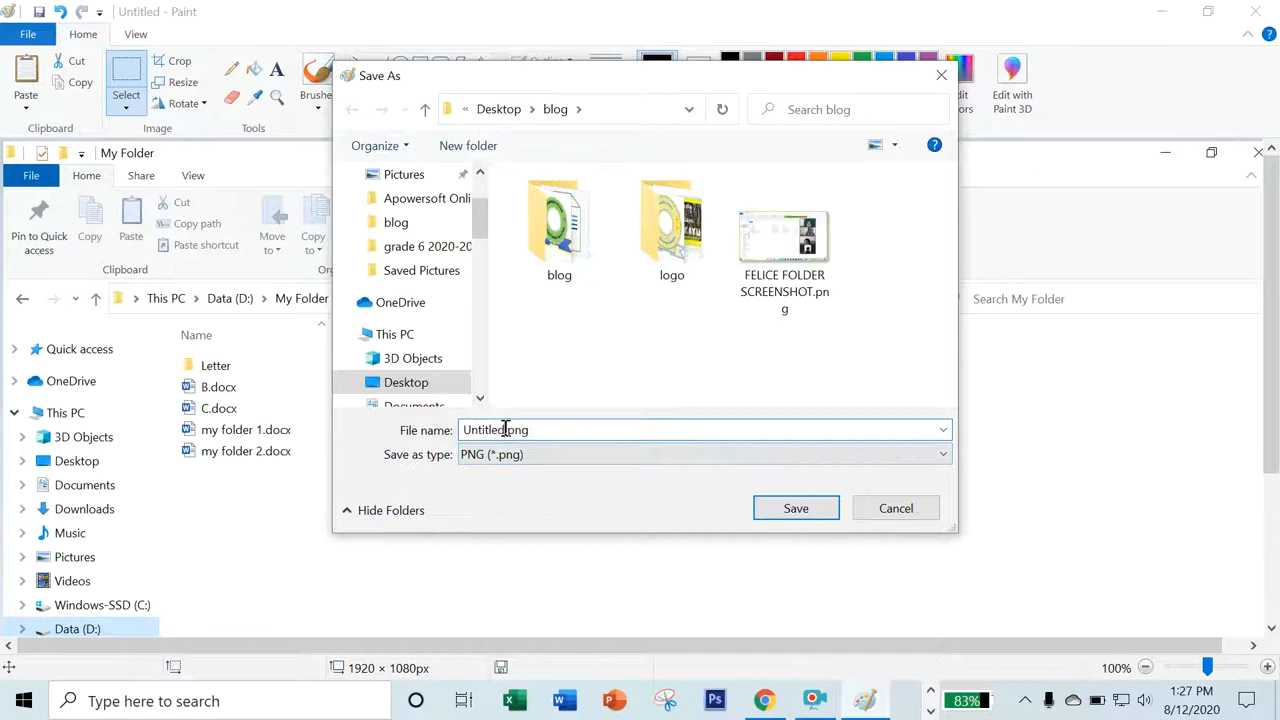 Untitled - Paint
File Home View
Paste Cut Copy Clipboard
Select Crop Resize Rotate Image
Tools
Edit with Paint 3D
My Folder
File Home Share View
Pin to Quick access Copy Paste Cut Copy path Paste shortcut Clipboard
Move to Copy to
This PC Data (D:) My Folder
Search My Folder
Quick access
OneDrive
This PC
3D Objects
Desktop
Documents
Downloads
Music
Pictures
Videos
Windows-SSD (C:)
Data (D:)
Name
Letter
B.docx
C.docx
my folder 1.docx
my folder 2.docx
Save As
« Desktop blog
Search blog
Organize New folder
Pictures
Apowersoft Onli
blog
grade 6 2020-20
Saved Pictures
OneDrive
This PC
3D Objects
Desktop
Documents
blog
logo
FELICE FOLDER
SCREENSHOT.pn
g
File name: Untitled.png
Save as type: PNG (*.png)
Hide Folders
Save Cancel
1920 × 1080px
100%
Type here to search
83%
1:27 PM
8/12/2020